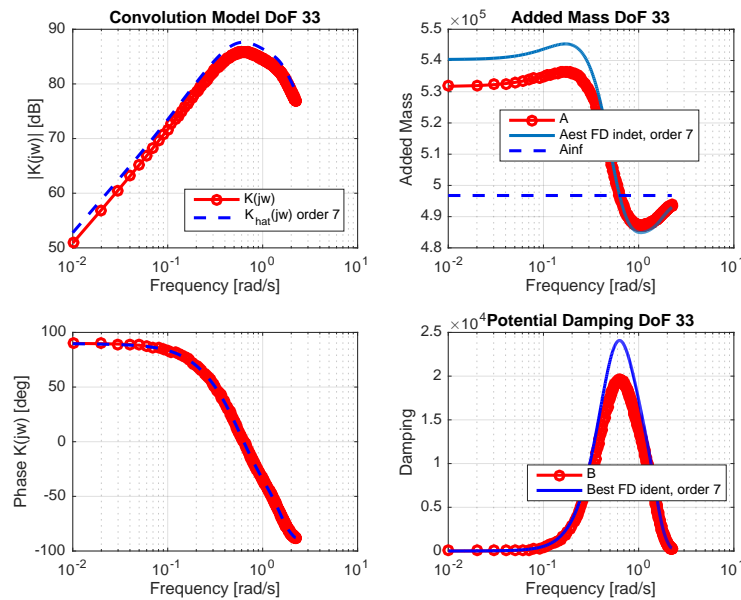 Convolution Model DoF 33
|K(jw)| [dB]
90
80
70
60
50
K(jw)
K_hat(jw) order 7
10^-2
10^-1
10^0
10^1
Frequency [rad/s]
Added Mass DoF 33
×10^5
Added Mass
5.5
5.4
5.3
5.2
5.1
5
4.9
4.8
A
Aest FD indet, order 7
Ainf
10^-2
10^-1
10^0
10^1
Frequency [rad/s]
Phase K(jw) [deg]
100
50
0
-50
-100
10^-2
10^-1
10^0
10^1
Frequency [rad/s]
Potential Damping DoF 33
×10^4
Damping
2.5
2
1.5
1
0.5
0
B
Best FD ident, order 7
10^-2
10^-1
10^0
10^1
Frequency [rad/s]